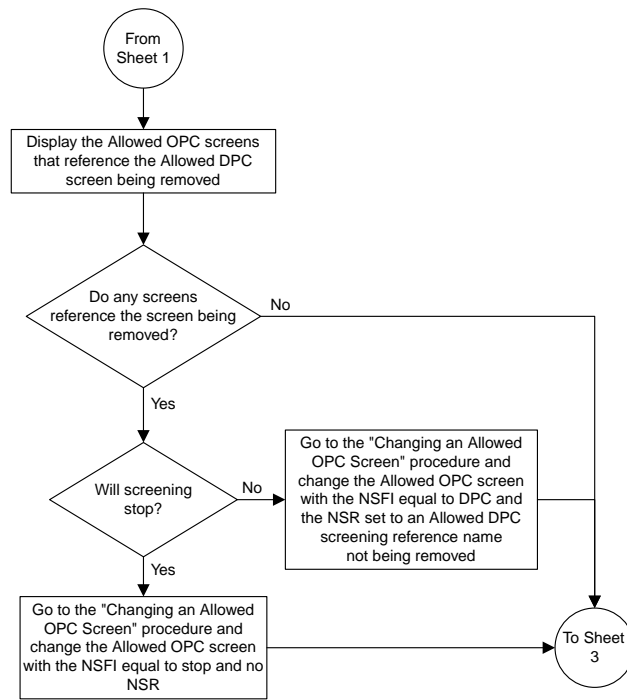 From
Sheet 1
Display the Allowed OPC screens
that reference the Allowed DPC
screen being removed
Do any screens
reference the screen being
removed?
No
Yes
Will screening
stop?
No
Go to the "Changing an Allowed
OPC Screen" procedure and
change the Allowed OPC screen
with the NSFI equal to DPC and
the NSR set to an Allowed DPC
screening reference name
not being removed
Yes
Go to the "Changing an Allowed
OPC Screen" procedure and
change the Allowed OPC screen
with the NSFI equal to stop and no
NSR
To Sheet
3